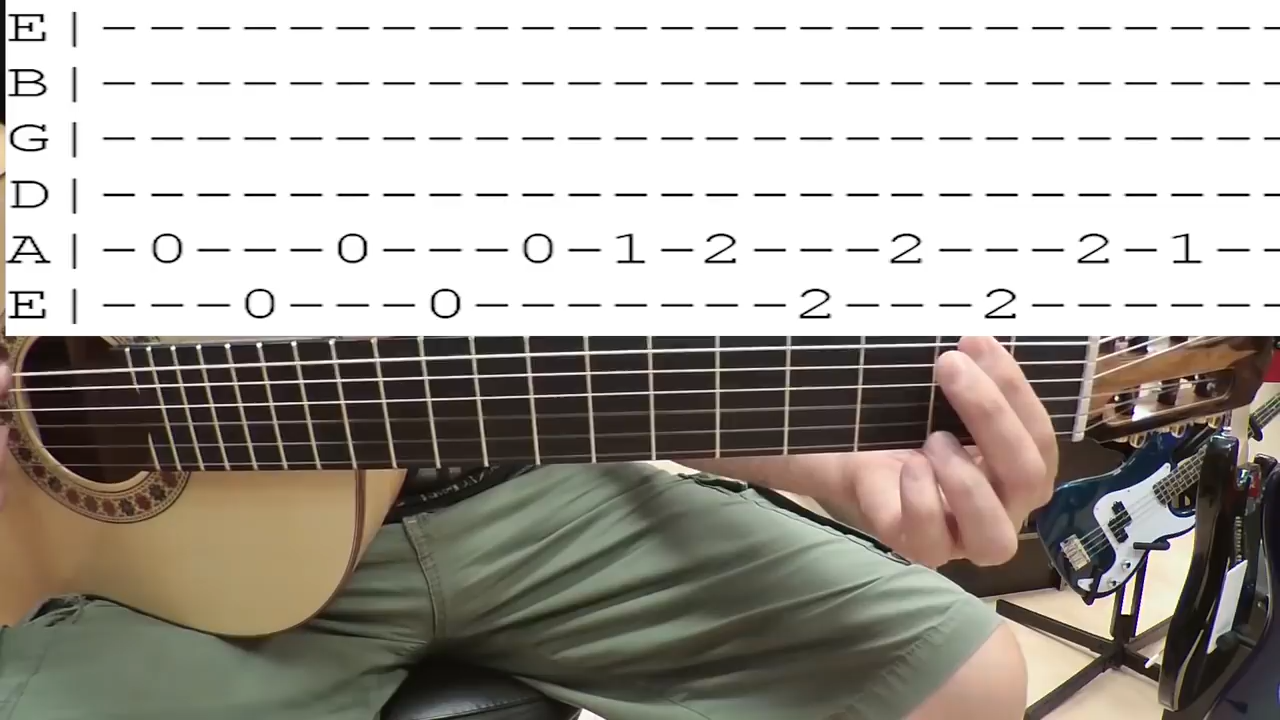 E|--------------------------
B|--------------------------
G|--------------------------
D|--------------------------
A|-0---0---0-1-2---2---2-1--
E|---0---0-------2---2------